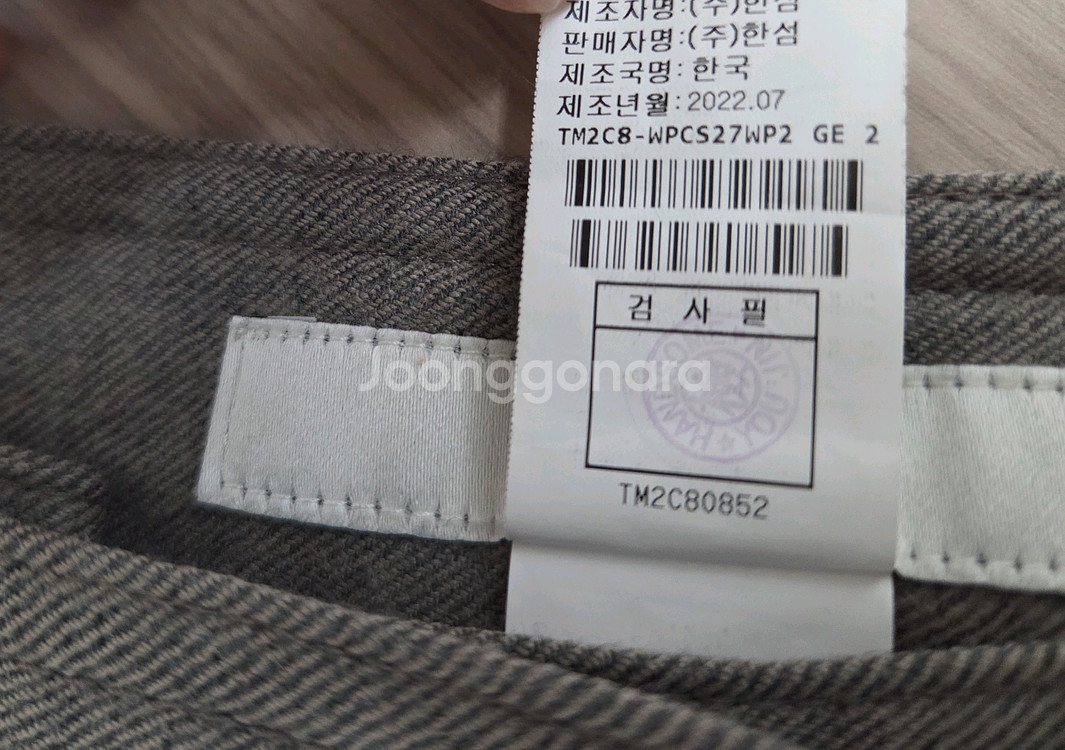 제조자명:(주)한섬
판매자명:(주)한섬
제조국명: 한국
제조년월:2022.07
TM2C8-WPCS27WP2 GE 2
검 사 필
Joonggonara
TM2C80852